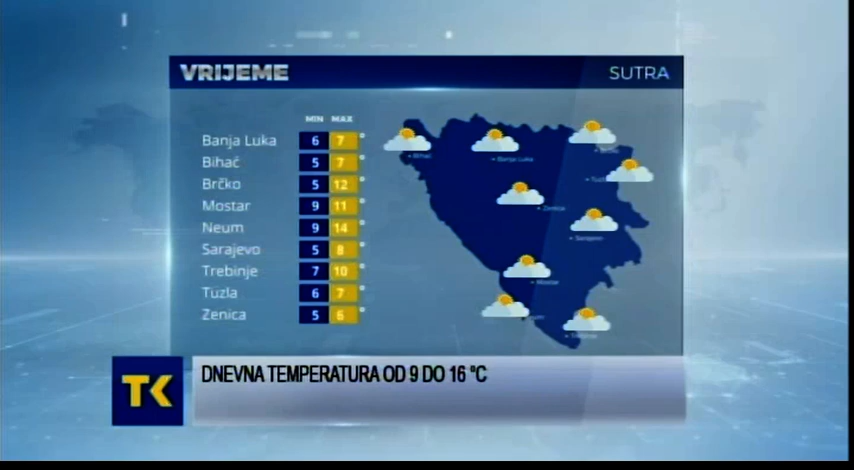 VRIJEME SUTRA
MIN MAX
Banja Luka 6 7 °
Bihać 5 7 °
Brčko 5 12 °
Mostar 9 11 °
Neum 9 14 °
Sarajevo 5 8 °
Trebinje 7 10 °
Tuzla 6 7 °
Zenica 5 6 °
Bihać
Banja Luka
Zenica
Sarajevo
Mostar
TK
DNEVNA TEMPERATURA OD 9 DO 16 °C